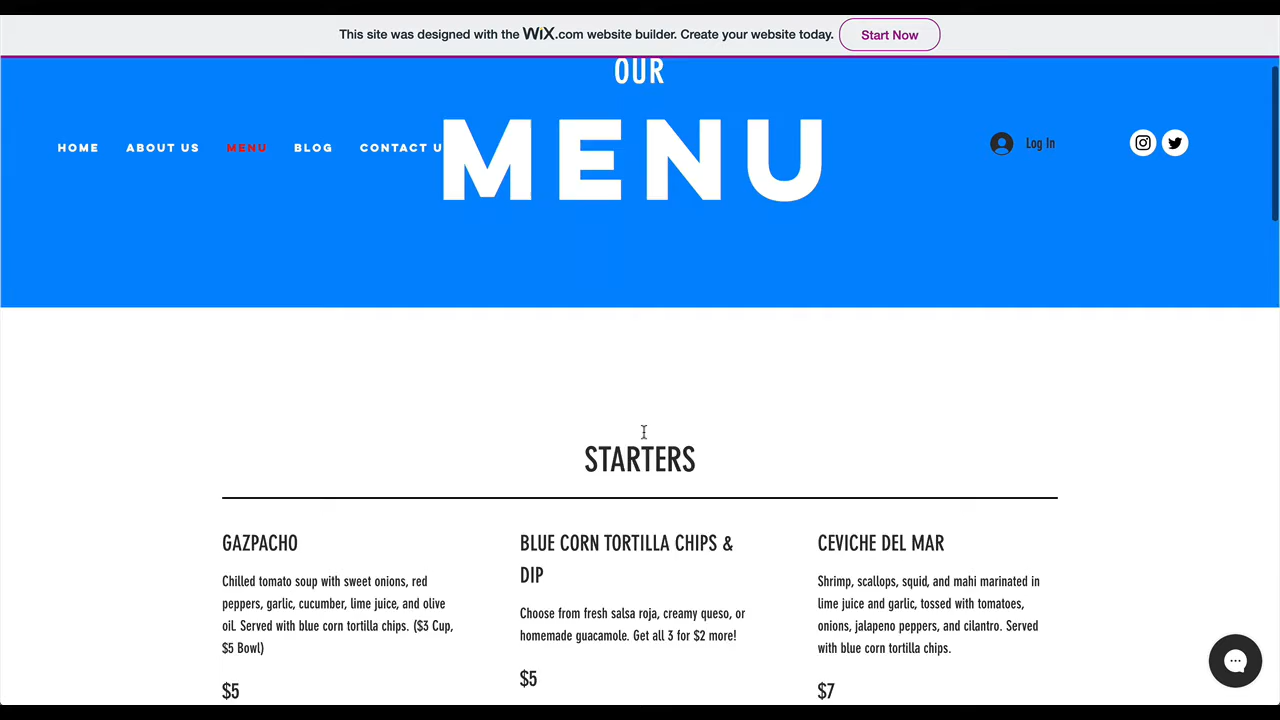 This site was designed with the WiX.com website builder. Create your website today. Start Now
OUR
MENU
HOME ABOUT US MENU BLOG CONTACT U
Log In
STARTERS
GAZPACHO
Chilled tomato soup with sweet onions, red
peppers, garlic, cucumber, lime juice, and olive
oil. Served with blue corn tortilla chips. ($3 Cup,
$5 Bowl)
$5
BLUE CORN TORTILLA CHIPS &
DIP
Choose from fresh salsa roja, creamy queso, or
homemade guacamole. Get all 3 for $2 more!
$5
CEVICHE DEL MAR
Shrimp, scallops, squid, and mahi marinated in
lime juice and garlic, tossed with tomatoes,
onions, jalapeno peppers, and cilantro. Served
with blue corn tortilla chips.
$7